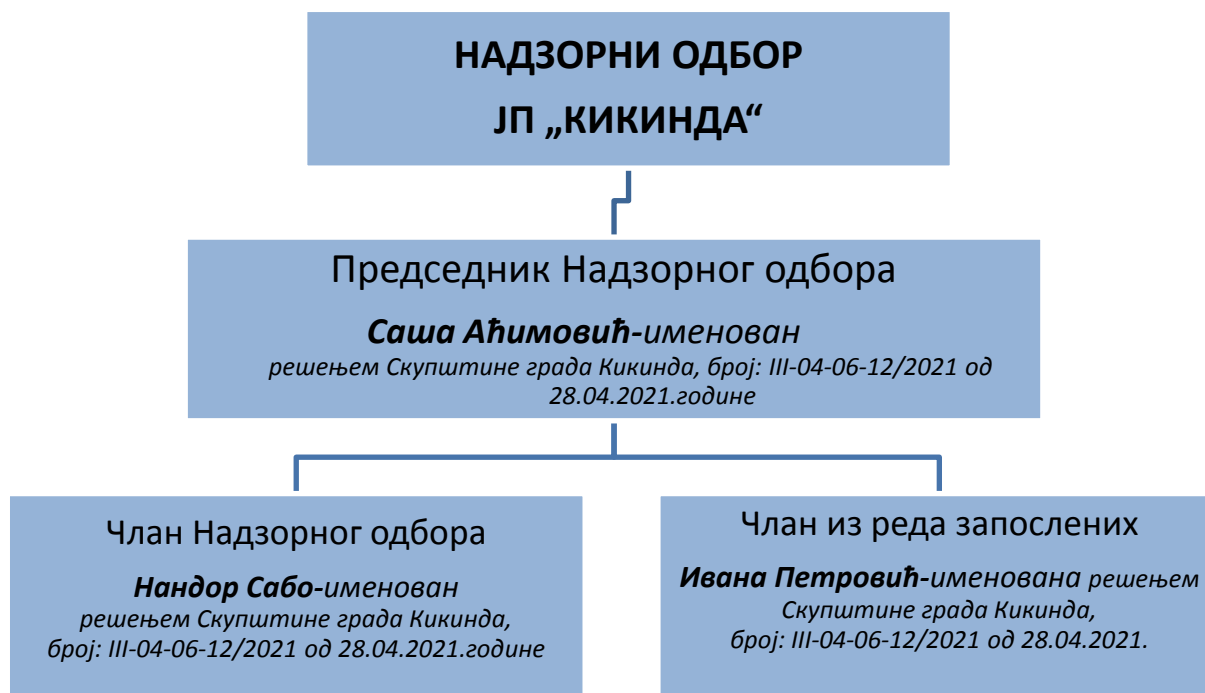 НАДЗОРНИ ОДБОР
ЈП „КИКИНДА“
Председник Надзорног одбора
Саша Аћимовић-именован
решењем Скупштине града Кикинда, број: III-04-06-12/2021 од
28.04.2021.године
Члан Надзорног одбора
Нандор Сабо-именован
решењем Скупштине града Кикинда,
број: III-04-06-12/2021 од 28.04.2021.године
Члан из реда запослених
Ивана Петровић-именована решењем
Скупштине града Кикинда,
број: III-04-06-12/2021 од 28.04.2021.